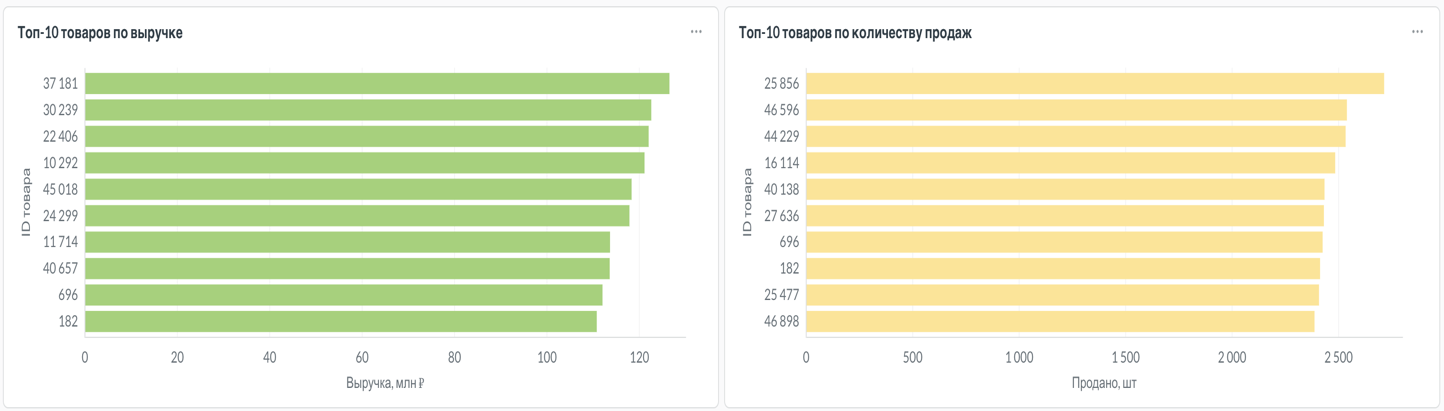 Топ-10 товаров по выручке
ID товара
37 181
30 239
22 406
10 292
45 018
24 299
11 714
40 657
696
182
0 20 40 60 80 100 120
Выручка, млн ₽
Топ-10 товаров по количеству продаж
ID товара
25 856
46 596
44 229
16 114
40 138
27 636
696
182
25 477
46 898
0 500 1 000 1 500 2 000 2 500
Продано, шт